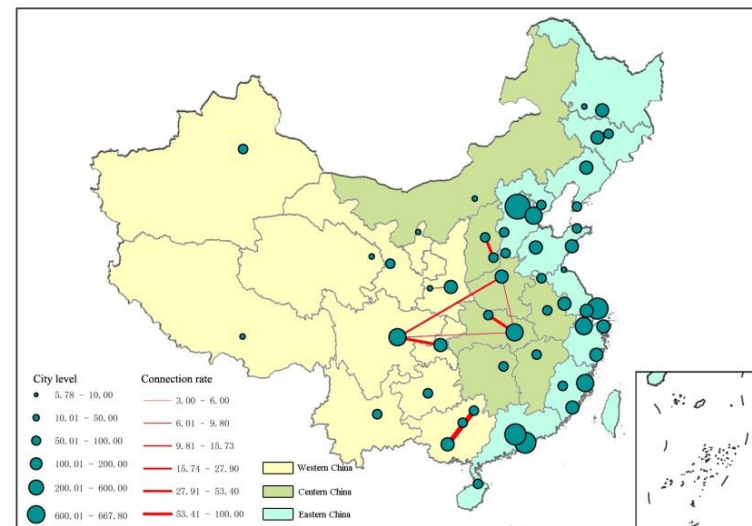 City level
5.78 - 10.00
10.01 - 50.00
50.01 - 100.00
100.01 - 200.00
200.01 - 600.00
600.01 - 667.80
Connection rate
3.00 - 6.00
6.01 - 9.80
9.81 - 15.73
15.74 - 27.90
27.91 - 53.40
53.41 - 100.00
Western China
Centern China
Eastern China